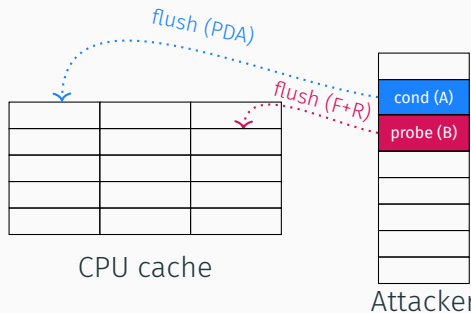 flush (PDA)
flush (F+R)
cond (A)
probe (B)
CPU cache
Attacker